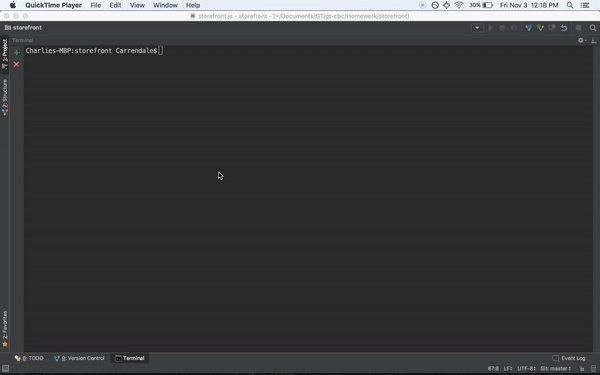 QuickTime Player File Edit View Window Help 30% Fri Nov 3 12:18 PM
storefront.js - storefront - [~/Documents/GT/gt-cbc/Homework/storefront]
storefront
Terminal
Charlies-MBP:storefront Carrendale$
1: Project
7: Structure
2: Favorites
6: TODO 9: Version Control Terminal Event Log
67:8 LF÷ UTF-8÷ Git: master÷